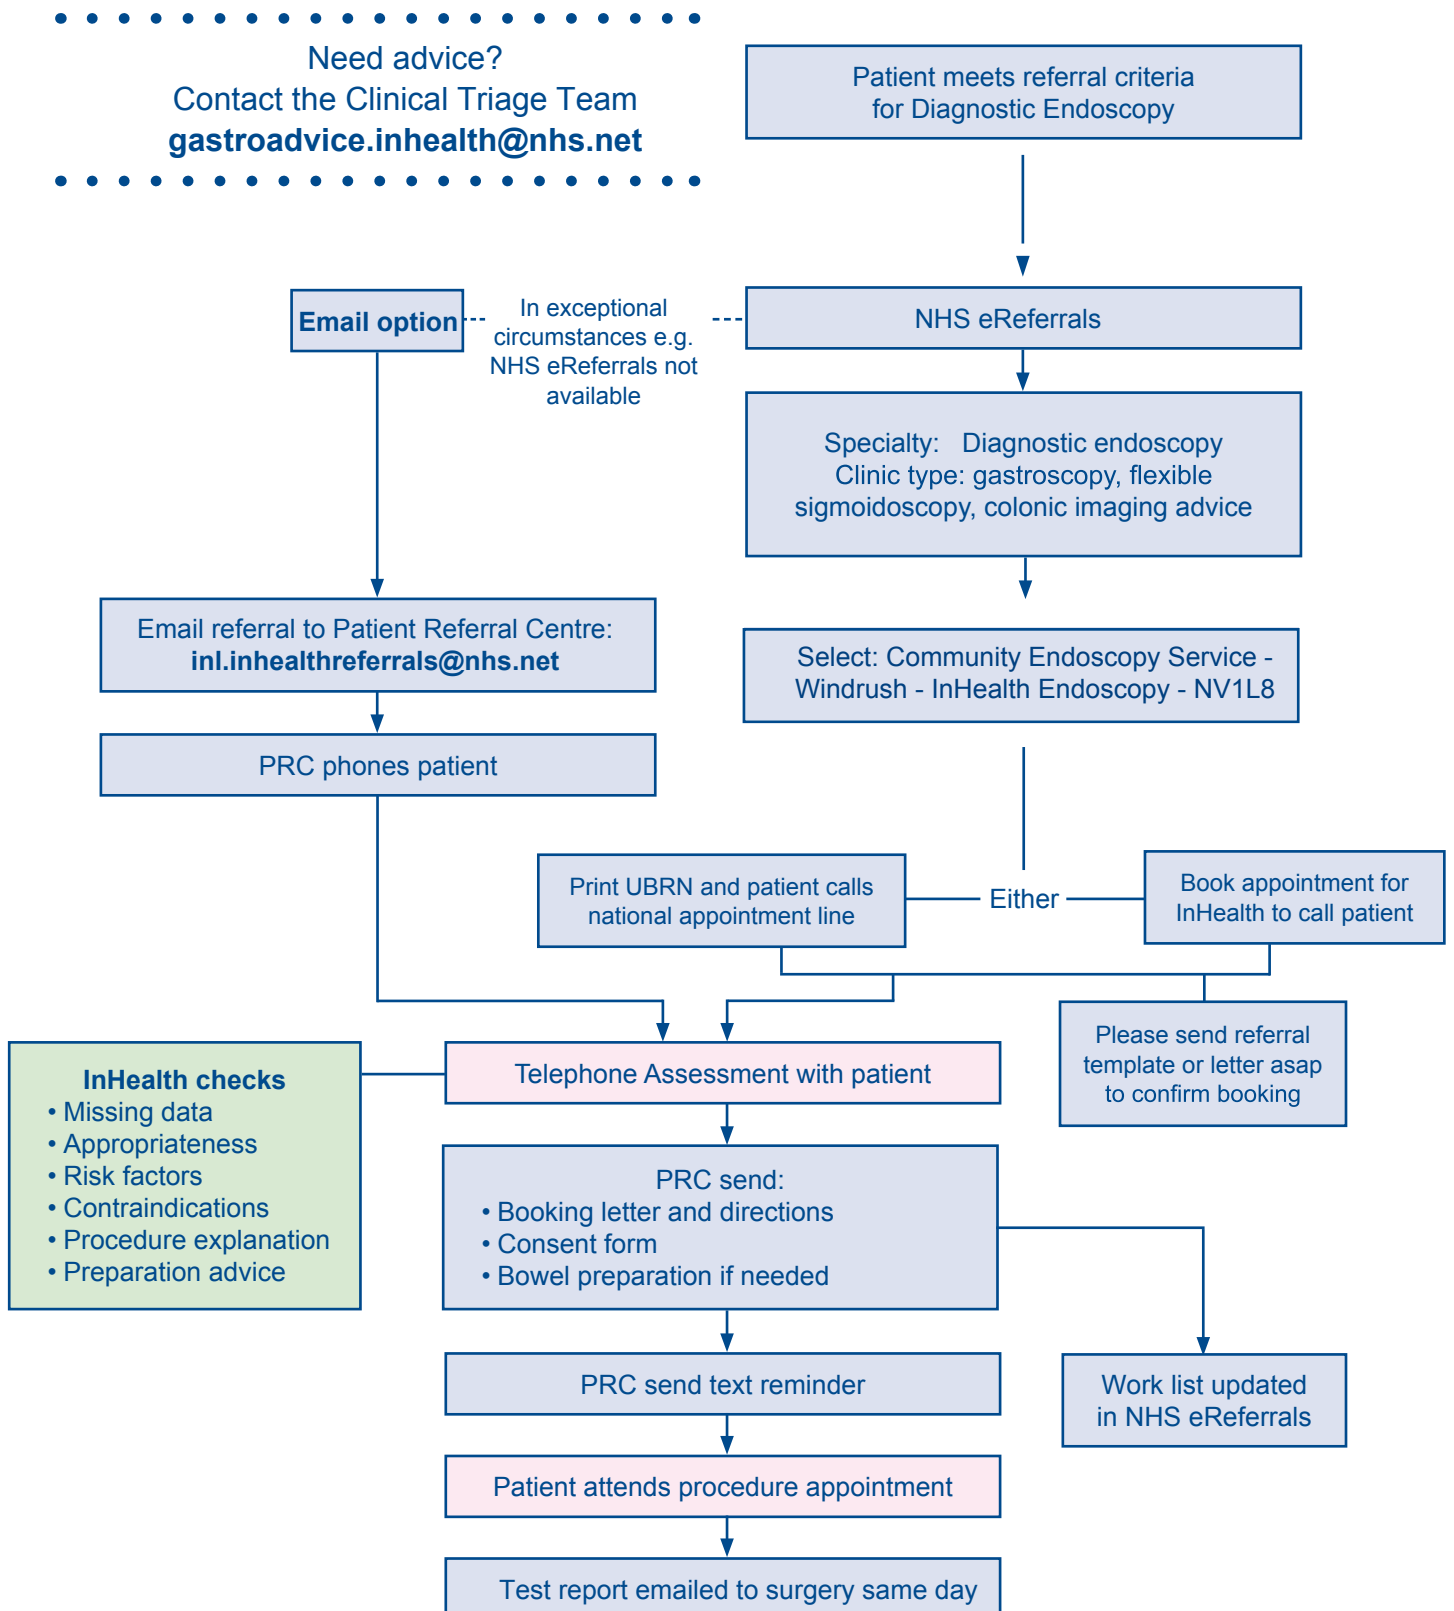 Need advice?
Contact the Clinical Triage Team
gastroadvice.inhealth@nhs.net
Patient meets referral criteria
for Diagnostic Endoscopy
Email option
In exceptional
circumstances e.g.
NHS eReferrals not
available
NHS eReferrals
Specialty: Diagnostic endoscopy
Clinic type: gastroscopy, flexible
sigmoidoscopy, colonic imaging advice
Email referral to Patient Referral Centre:
inl.inhealthreferrals@nhs.net
Select: Community Endoscopy Service -
Windrush - InHealth Endoscopy - NV1L8
PRC phones patient
Print UBRN and patient calls
national appointment line
Either
Book appointment for
InHealth to call patient
Please send referral
template or letter asap
to confirm booking
InHealth checks
• Missing data
• Appropriateness
• Risk factors
• Contraindications
• Procedure explanation
• Preparation advice
Telephone Assessment with patient
PRC send:
• Booking letter and directions
• Consent form
• Bowel preparation if needed
PRC send text reminder
Work list updated
in NHS eReferrals
Patient attends procedure appointment
Test report emailed to surgery same day